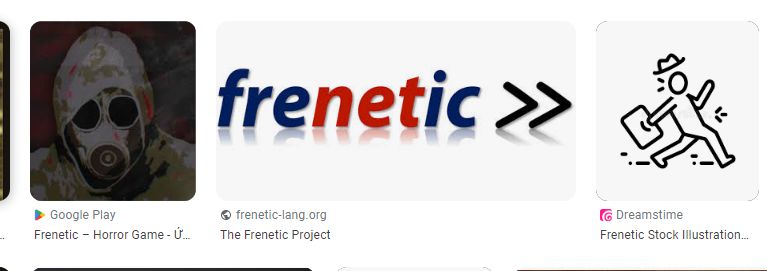 frenetic >>
Google Play
Frenetic – Horror Game - Ứ...
frenetic-lang.org
The Frenetic Project
Dreamstime
Frenetic Stock Illustration...